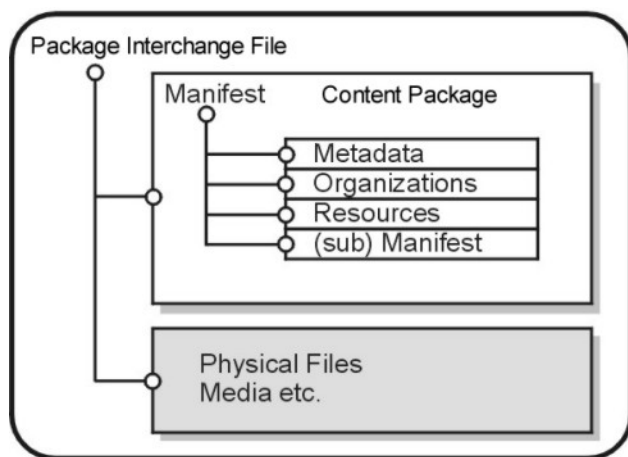 Package Interchange File
Manifest Content Package
Metadata
Organizations
Resources
(sub) Manifest
Physical Files
Media etc.